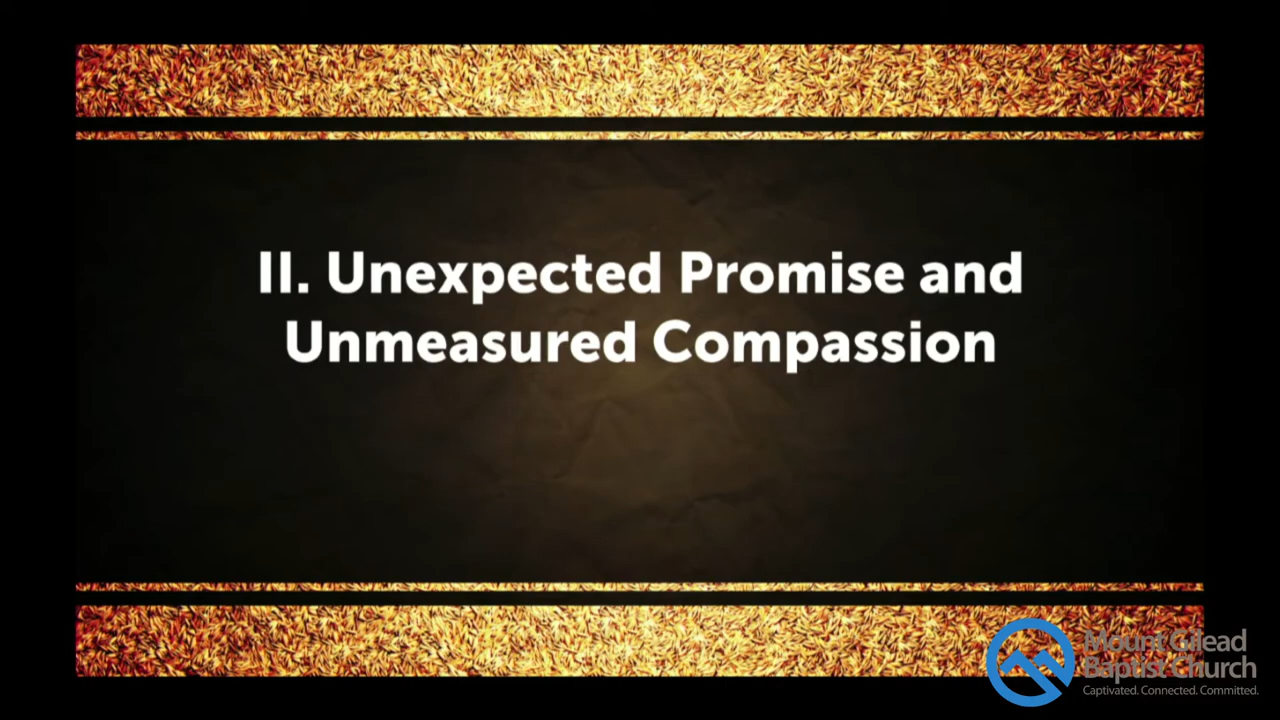 II. Unexpected Promise and
Unmeasured Compassion
Mount Gilead
Baptist Church
Captivated. Connected. Committed.